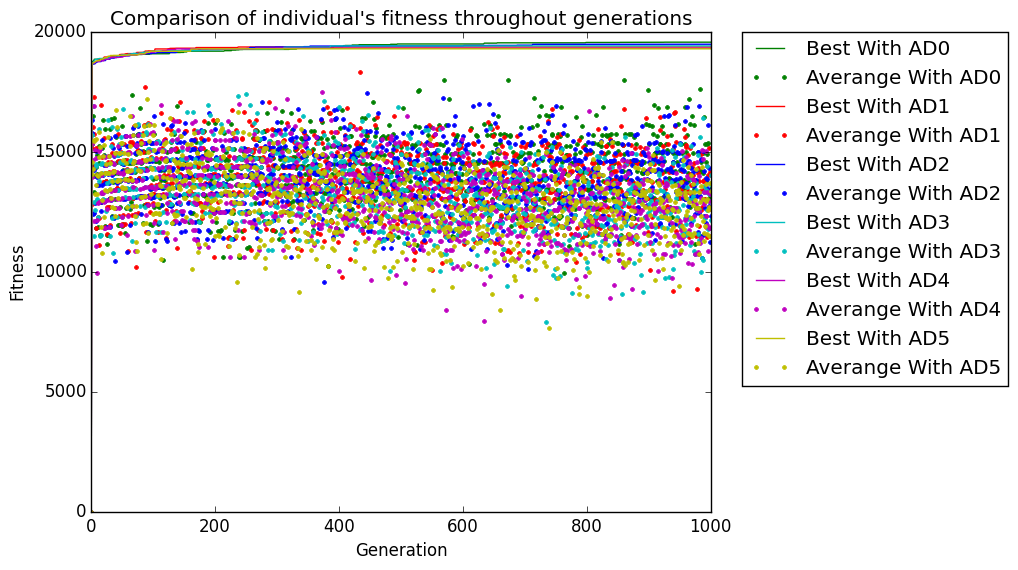 Comparison of individual's fitness throughout generations
20000
15000
10000
5000
0
Fitness
0 200 400 600 800 1000
Generation
Best With AD0
Averange With AD0
Best With AD1
Averange With AD1
Best With AD2
Averange With AD2
Best With AD3
Averange With AD3
Best With AD4
Averange With AD4
Best With AD5
Averange With AD5